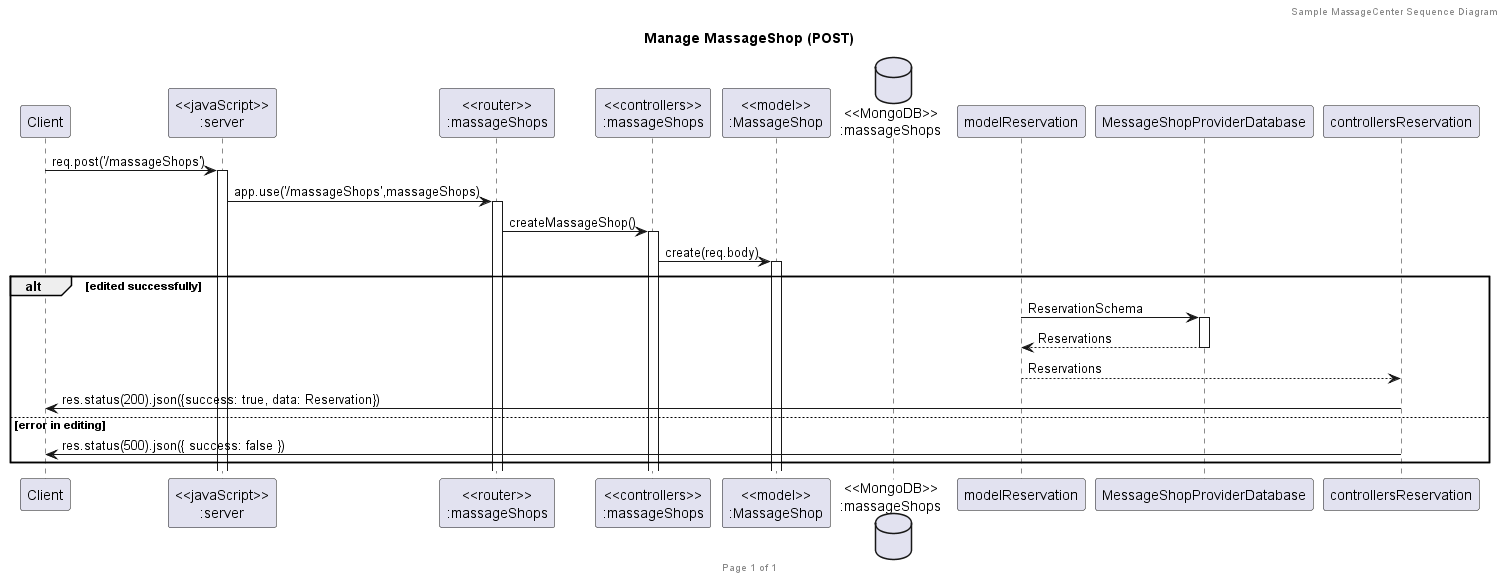 Sample MassageCenter Sequence Diagram
Manage MassageShop (POST)
Client
<<javaScript>>
:server
<<router>>
:massageShops
<<controllers>>
:massageShops
<<model>>
:MassageShop
<<MongoDB>>
:massageShops
modelReservation
MessageShopProviderDatabase
controllersReservation
req.post('/massageShops')
app.use('/massageShops',massageShops)
createMassageShop()
create(req.body)
alt
[edited successfully]
ReservationSchema
Reservations
Reservations
res.status(200).json({success: true, data: Reservation})
[error in editing]
res.status(500).json({ success: false })
Client
<<javaScript>>
:server
<<router>>
:massageShops
<<controllers>>
:massageShops
<<model>>
:MassageShop
<<MongoDB>>
:massageShops
modelReservation
MessageShopProviderDatabase
controllersReservation
Page 1 of 1